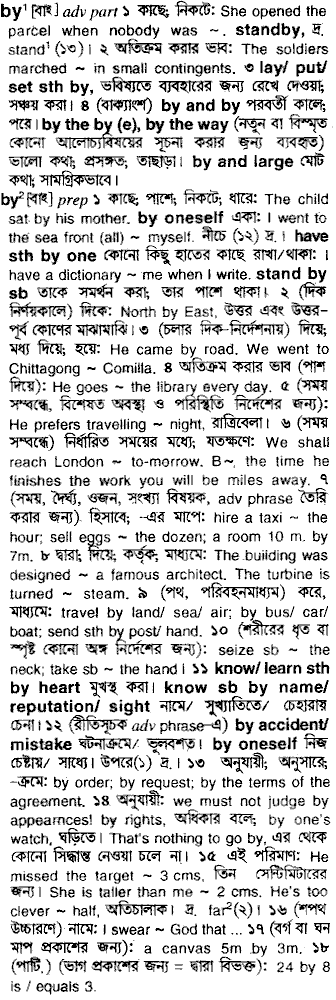 by¹ [বাই] adv part ১ কাছে; নিকটে: She opened the
parcel when nobody was ~. standby, দ্র.
stand¹ (১৩)। ২ অতিক্রম করার ভাব: The soldiers
marched ~ in small contingents. ৩ lay/ put/
set sth by, ভবিষ্যতে ব্যবহারের জন্য রেখে দেওয়া;
সঞ্চয় করা। ৪ (বাক্যাংশ) by and by পরবর্তী কালে;
পরে। by the by (e), by the way (নতুন বা বিস্মৃত
কোনো আলোচ্যবিষয়ের সূচনা করার জন্য ব্যবহৃত)
ভালো কথা; প্রসঙ্গত; তাছাড়া। by and large মোট
কথা; সামগ্রিকভাবে।
by² [বাই] prep ১ কাছে; পাশে; নিকটে; ধারে: The child
sat by his mother. by oneself একা: I went to
the sea front (all) ~ myself. নীচে (১২) দ্র। have
sth by one কোনো কিছু হাতের কাছে রাখা/থাকা: I
have a dictionary ~ me when I write. stand by
sb তাকে সমর্থন করা; তার পাশে থাকা। ২ (দিক
নির্ণয়কালে) দিকে: North by East, উত্তর এবং উত্তর-
পূর্ব কোণের মাঝামাঝি। ৩ (চলার দিক-নির্দেশনায়) দিয়ে;
মধ্য দিয়ে; হয়ে: He came by road. We went to
Chittagong ~ Comilla. ৪ অতিক্রম করার ভাব (পাশ
দিয়ে): He goes ~ the library every day. ৫ (সময়
সম্বন্ধে, বিশেষত অবস্থা ও পরিস্থিতি নির্দেশের জন্য):
He prefers travelling ~ night, রাত্রিবেলা। ৬ (সময়
সম্বন্ধে) নির্ধারিত সময়ের মধ্যে; যতক্ষণে: We shall
reach London ~ to-morrow. B~, the time he
finishes the work you will be miles away. ৭
(সময়, দৈর্ঘ্য, ওজন, সংখ্যা বিষয়ক, adv phrase তৈরি
করার জন্য) হিসাবে; -এর মাপে: hire a taxi ~ the
hour; sell eggs ~ the dozen; a room 10 m. by
7m. ৮ দ্বারা; দিয়ে; কর্তৃক; মাধ্যমে: The building was
designed ~ a famous architect. The turbine is
turned ~ steam. ৯ (পথ, পরিবহনমাধ্যম) করে,
মাধ্যমে: travel by land/ sea/ air; by bus/ car/
boat; send sth by post/ hand. ১০ (শরীরের ধৃত বা
স্পৃষ্ট কোনো অঙ্গ নির্দেশের জন্য): seize sb ~ the
neck; take sb ~ the hand। ১১ know/ learn sth
by heart মুখস্থ করা। know sb by name/
reputation/ sight নামে/ সুখ্যাতিতে/ চেহারায়
চেনা। ১২ (রীতিসূচক adv phrase-এ) by accident/
mistake ঘটনাক্রমে/ ভুলবশত। by oneself নিজ
চেষ্টায়/ সাধ্যে। উপরে(১) দ্র.। ১৩ অনুযায়ী; অনুসারে;
-ক্রমে: by order; by request; by the terms of the
agreement. ১৪ অনুযায়ী: we must not judge by
appearnces! by rights, অধিকার বলে; by one's
watch, ঘড়িতে। That's nothing to go by, এর থেকে
কোনো সিদ্ধান্ত নেওয়া চলে না। ১৫ এই পরিমাণ: He
missed the target ~ 3 cms, তিন সেন্টিমিটারের
জন্য। She is taller than me ~ 2 cms. He's too
clever ~ half, অতিচালাক। দ্র. far²(২)। ১৬ (শপথ
উচ্চারণে) নামে: I swear ~ God that ... ১৭ (বর্গ বা ঘন
মাপ প্রকাশের জন্য): a canvas 5m by 3m. ১৮
(পাটি.) (ভাগ প্রকাশের জন্য = দ্বারা বিভক্ত): 24 by 8
is / equals 3.